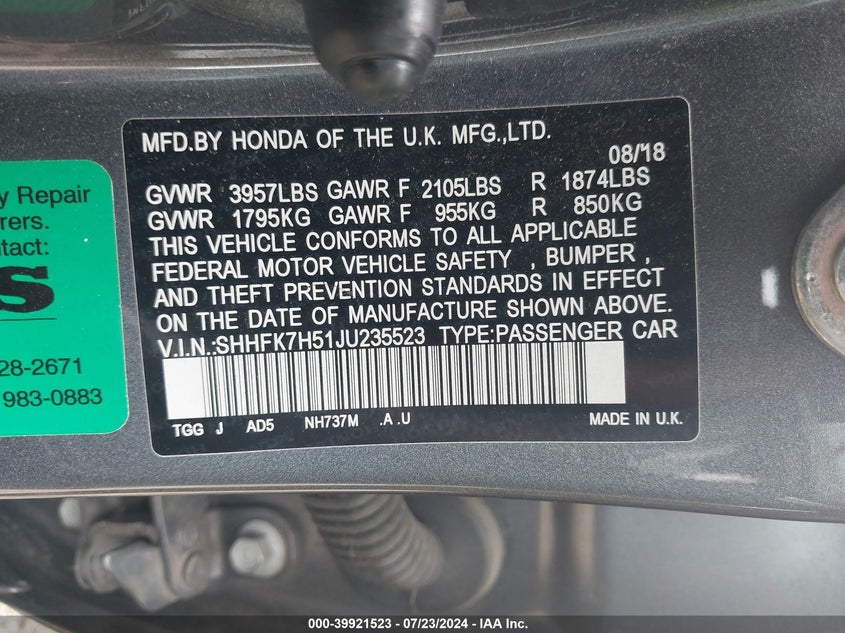 MFD.BY HONDA OF THE U.K. MFG.,LTD.
08/18
GVWR 3957LBS GAWR F 2105LBS R 1874LBS
GVWR 1795KG GAWR F 955KG R 850KG
THIS VEHICLE CONFORMS TO ALL APPLICABLE
FEDERAL MOTOR VEHICLE SAFETY , BUMPER ,
AND THEFT PREVENTION STANDARDS IN EFFECT
ON THE DATE OF MANUFACTURE SHOWN ABOVE.
V.I.N.:SHHFK7H51JU235523 TYPE:PASSENGER CAR
TGG J AD5 NH737M .A .U MADE IN U.K.
y Repair
rers.
tact:
S
28-2671
983-0883
000-39921523 / 07/23/2024 - IAA Inc.